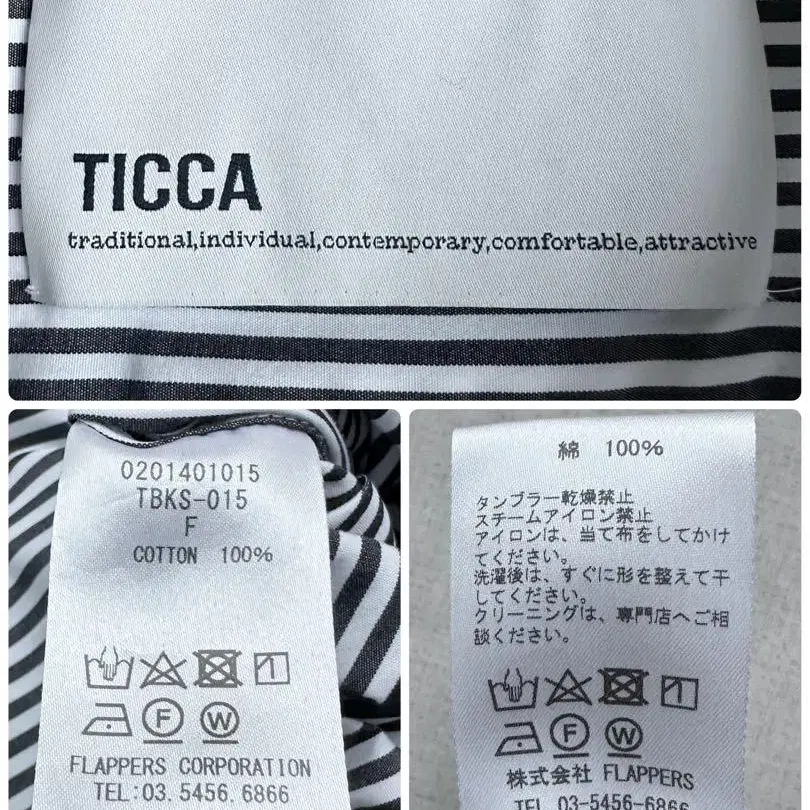 TICCA
traditional,individual,contemporary,comfortable,attractive
0201401015
TBKS-015
F
COTTON 100%
F
W
FLAPPERS CORPORATION
TEL:03.5456.6866
綿 100%
タンブラー乾燥禁止
スチームアイロン禁止
アイロンは、当て布をしてかけ
てください。
洗濯後は、すぐに形を整えて干
してください。
クリーニングは、専門店へご相
談ください。
F
W
株式会社 FLAPPERS
TEL 03-5456-6866